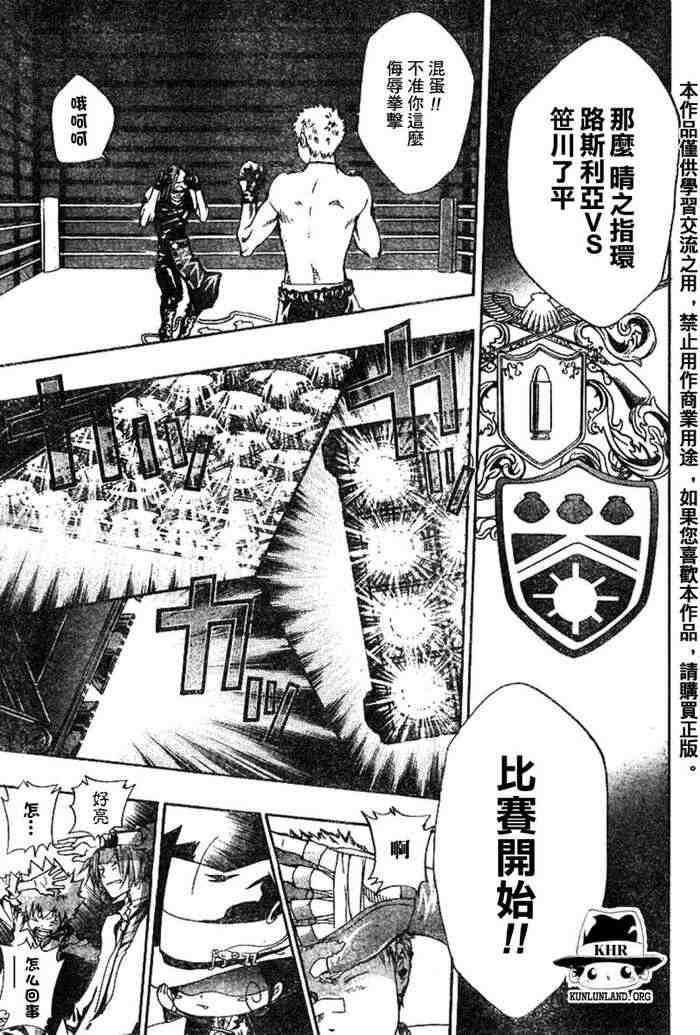 那麼 晴之指環
路斯利亞VS
笹川了平
混蛋!!
不准你這麼
侮辱拳擊
哦呵呵
カン
カン
カン
比賽開始!!
啊
好亮
怎…
怎么回事
KHR
KUNLUNLAND.ORG
本作品僅供學習交流之用，禁止用作商業用途，如果您喜歡本作品，請購買正版。